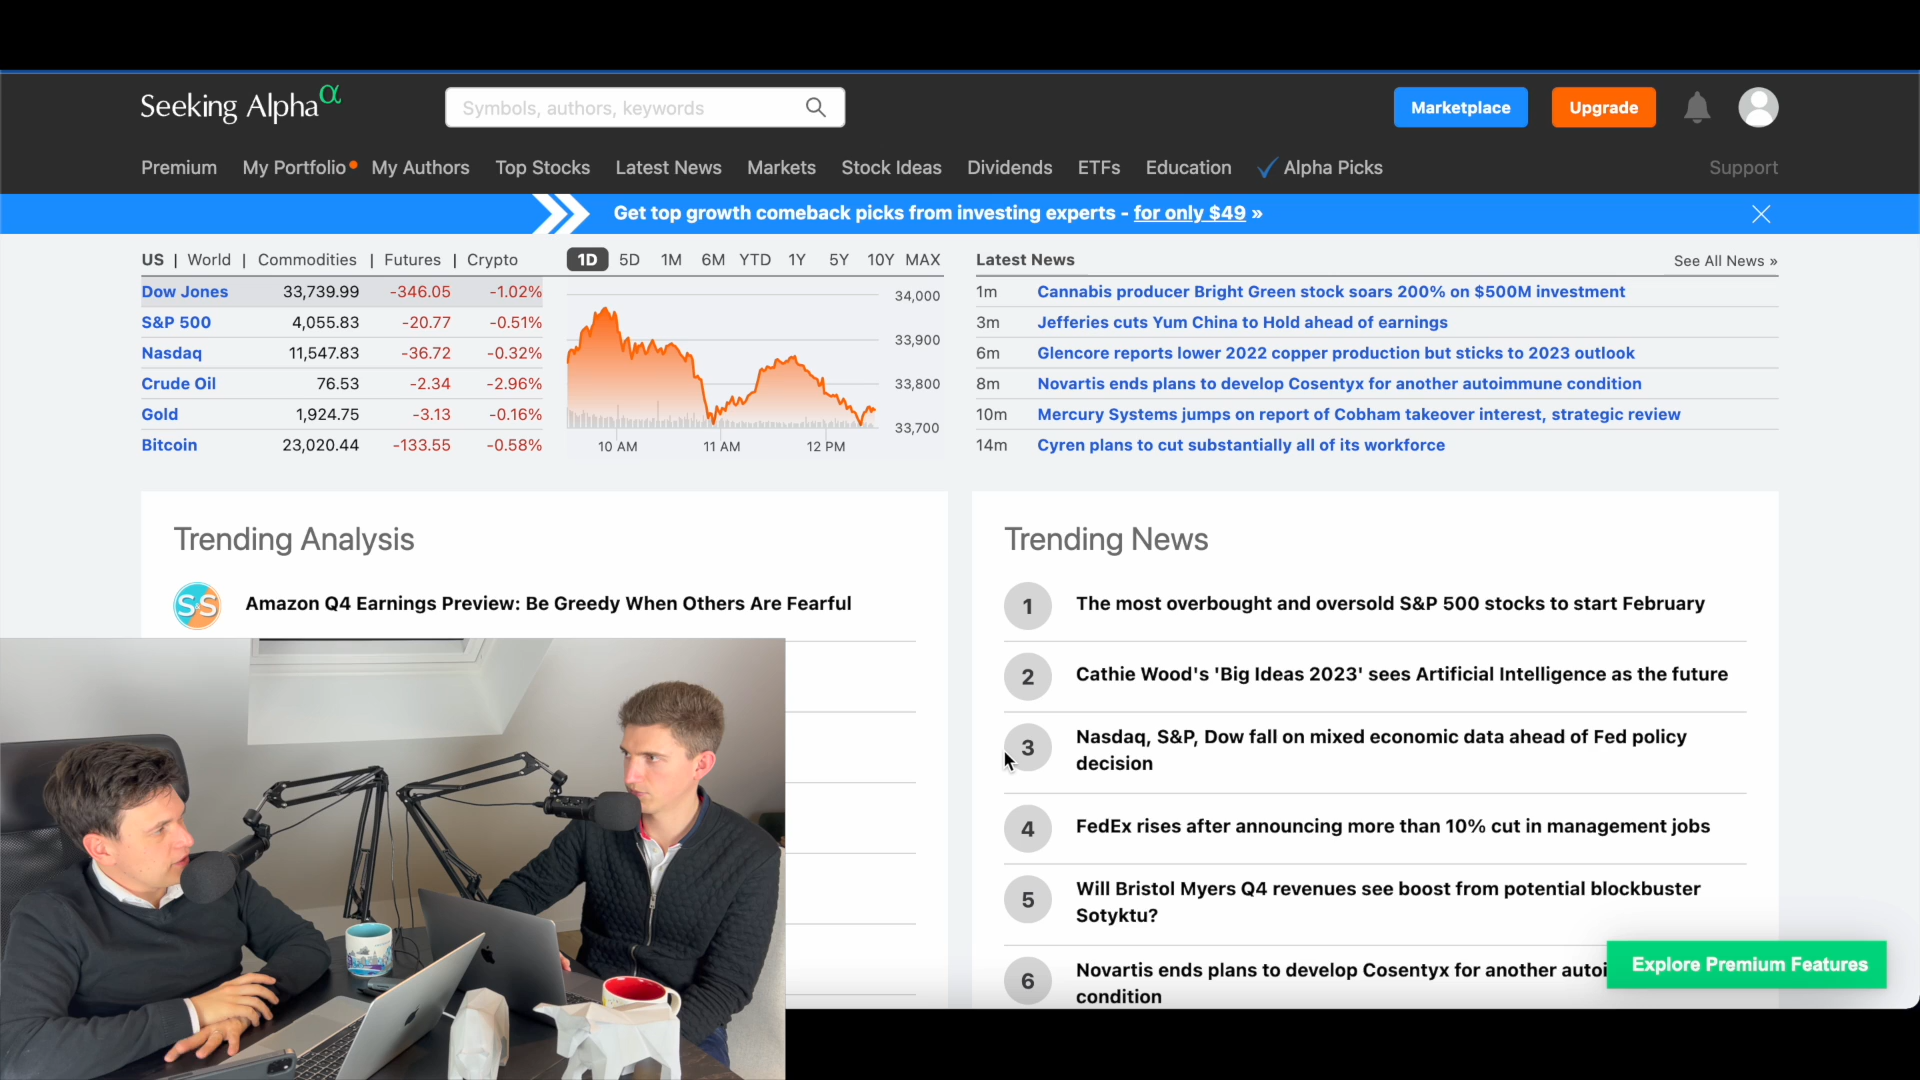 Seeking Alpha α
Symbols, authors, keywords
Marketplace
Upgrade
Premium My Portfolio My Authors Top Stocks Latest News Markets Stock Ideas Dividends ETFs Education Alpha Picks Support
Get top growth comeback picks from investing experts - for only $49 »
US | World | Commodities | Futures | Crypto
Dow Jones 33,739.99 -346.05 -1.02%
S&P 500 4,055.83 -20.77 -0.51%
Nasdaq 11,547.83 -36.72 -0.32%
Crude Oil 76.53 -2.34 -2.96%
Gold 1,924.75 -3.13 -0.16%
Bitcoin 23,020.44 -133.55 -0.58%
1D 5D 1M 6M YTD 1Y 5Y 10Y MAX
34,000
33,900
33,800
33,700
10 AM 11 AM 12 PM
Latest News See All News »
1m Cannabis producer Bright Green stock soars 200% on $500M investment
3m Jefferies cuts Yum China to Hold ahead of earnings
6m Glencore reports lower 2022 copper production but sticks to 2023 outlook
8m Novartis ends plans to develop Cosentyx for another autoimmune condition
10m Mercury Systems jumps on report of Cobham takeover interest, strategic review
14m Cyren plans to cut substantially all of its workforce
Trending Analysis
S&S Amazon Q4 Earnings Preview: Be Greedy When Others Are Fearful
Trending News
1 The most overbought and oversold S&P 500 stocks to start February
2 Cathie Wood's 'Big Ideas 2023' sees Artificial Intelligence as the future
3 Nasdaq, S&P, Dow fall on mixed economic data ahead of Fed policy
decision
4 FedEx rises after announcing more than 10% cut in management jobs
5 Will Bristol Myers Q4 revenues see boost from potential blockbuster
Sotyktu?
6 Novartis ends plans to develop Cosentyx for another autoi
condition
Explore Premium Features